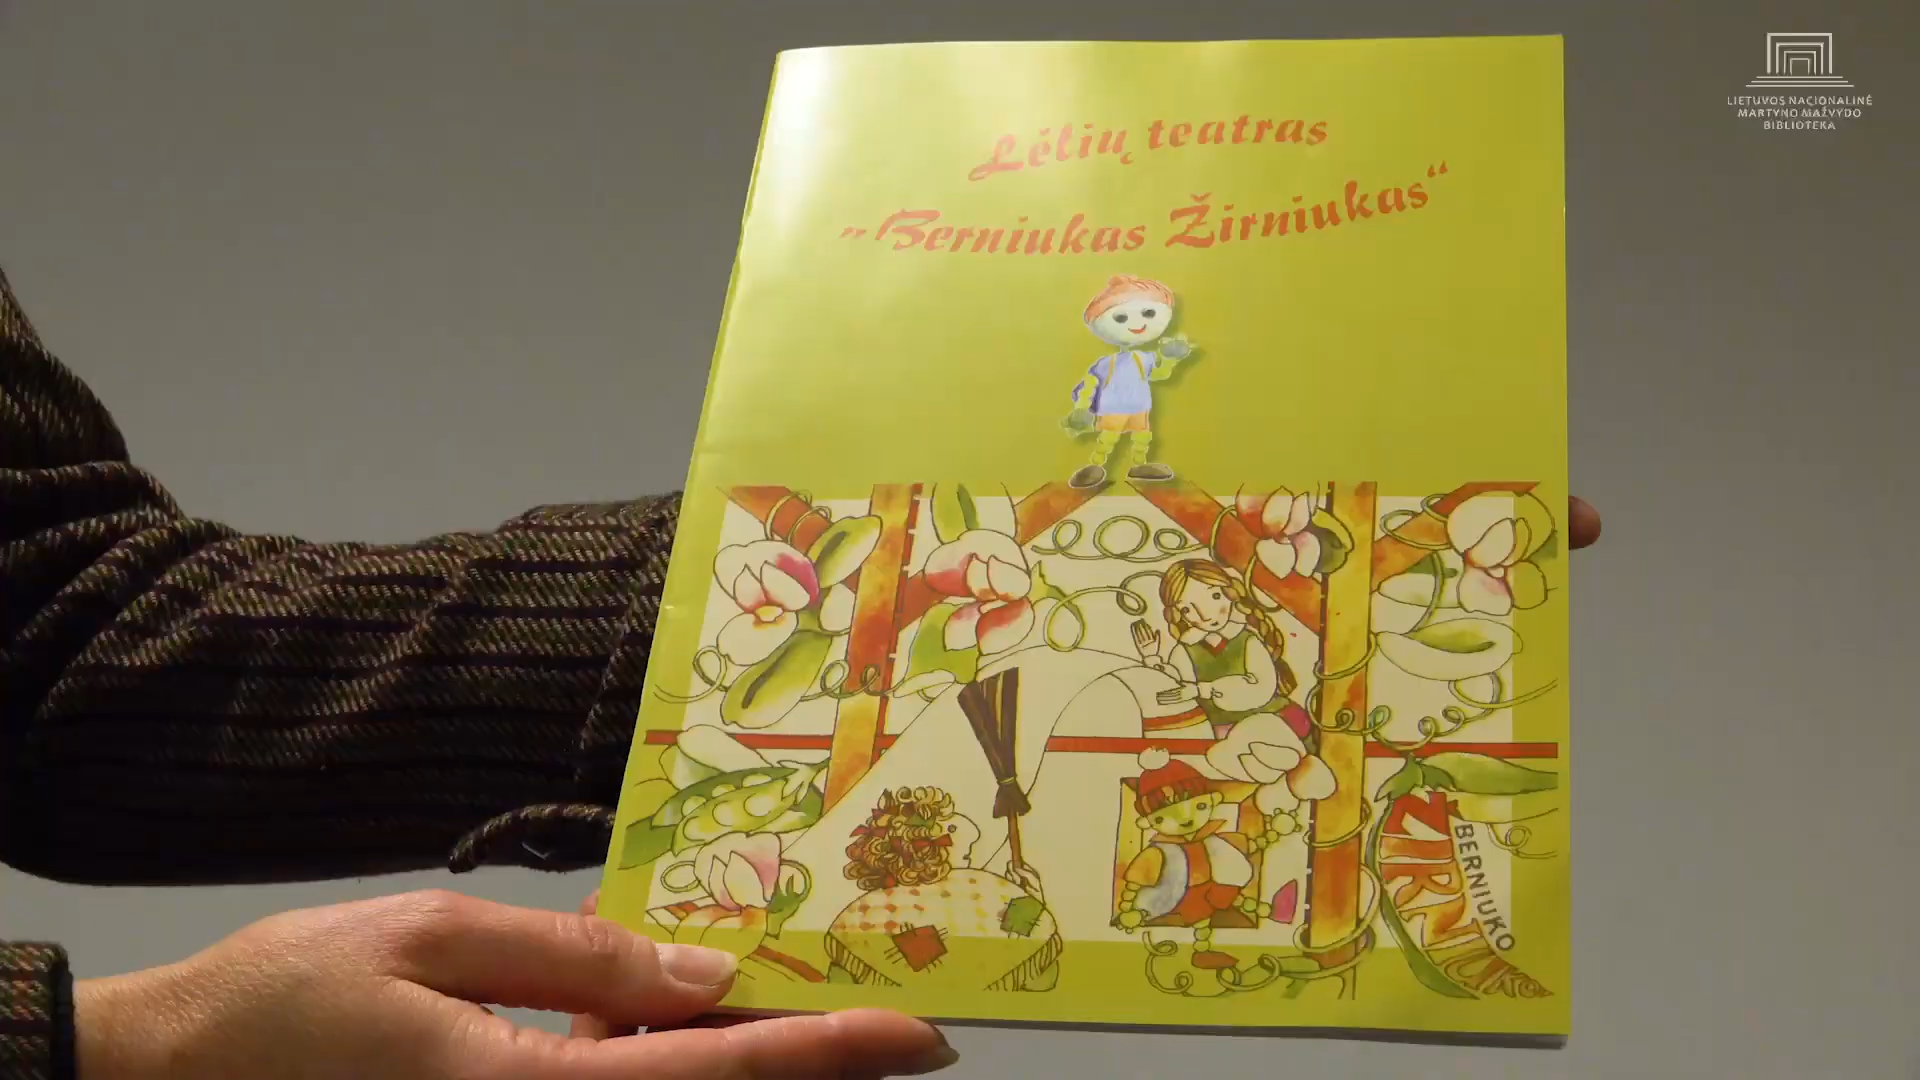 Lėlių teatras
„Berniukas Žirniukas“
BERNIUKO
ŽIRNIUKO
LIETUVOS NACIONALINĖ
MARTYNO MAŽVYDO
BIBLIOTEKA